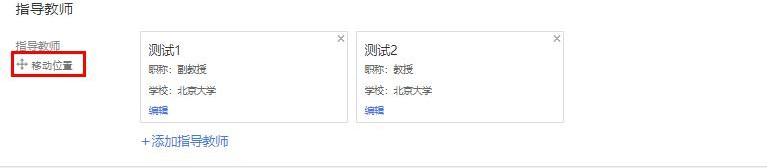 指导教师
指导教师
移动位置
测试1
职称：副教授
学校：北京大学
编辑
测试2
职称：教授
学校：北京大学
编辑
+添加指导教师